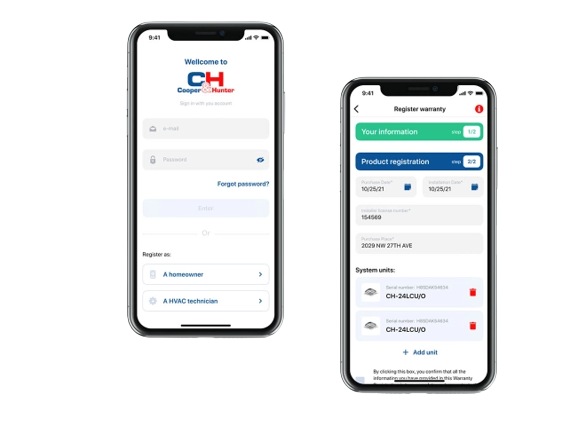 9:41
Wellcome to
CH
Cooper&Hunter
Sign in with you account
e-mail
Password
Forgot password?
Enter
Or
Register as:
A homeowner
A HVAC technician
9:41
Register warranty
Your information step 1/2
Product registration step 2/2
Purchase Date* Installation Date*
10/25/21 10/25/21
license number*
154569
Purchase Place*
2029 NW 27TH AVE
System units:
Serial number:
CH-24LCU/O
Serial number:
CH-24LCU/O
+ Add unit
By clicking this box, you confirm that all the
information you have provided in this Warranty